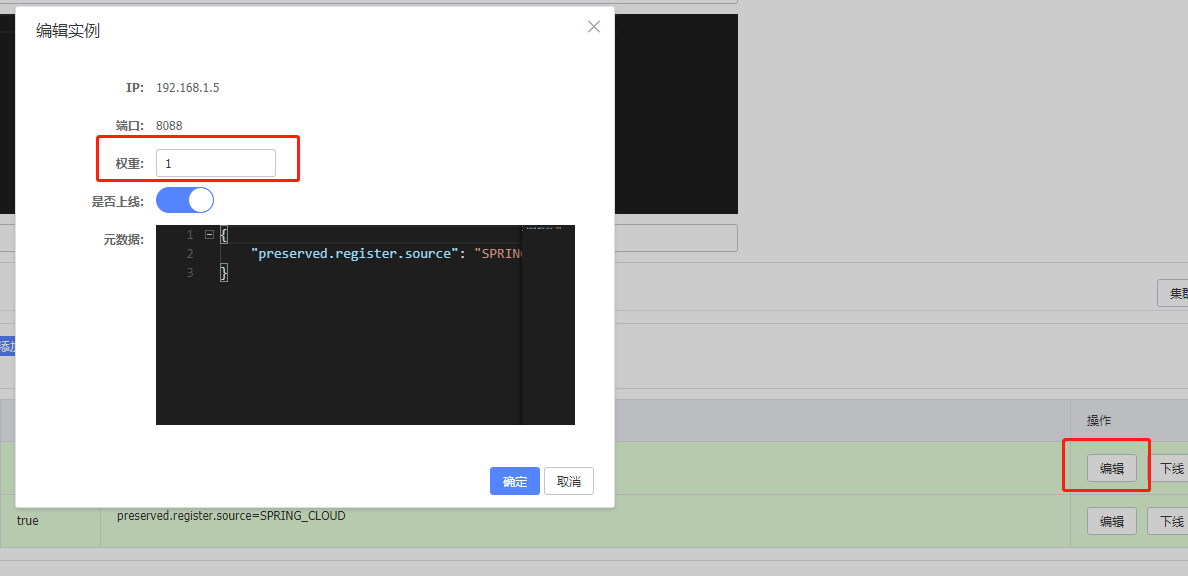 编辑实例
IP: 192.168.1.5
端口: 8088
权重: 1
是否上线:
元数据:
1 {
2 "preserved.register.source": "SPRIN
3 }
确定 取消
操作
编辑 下线
true preserved.register.source=SPRING_CLOUD
编辑 下线